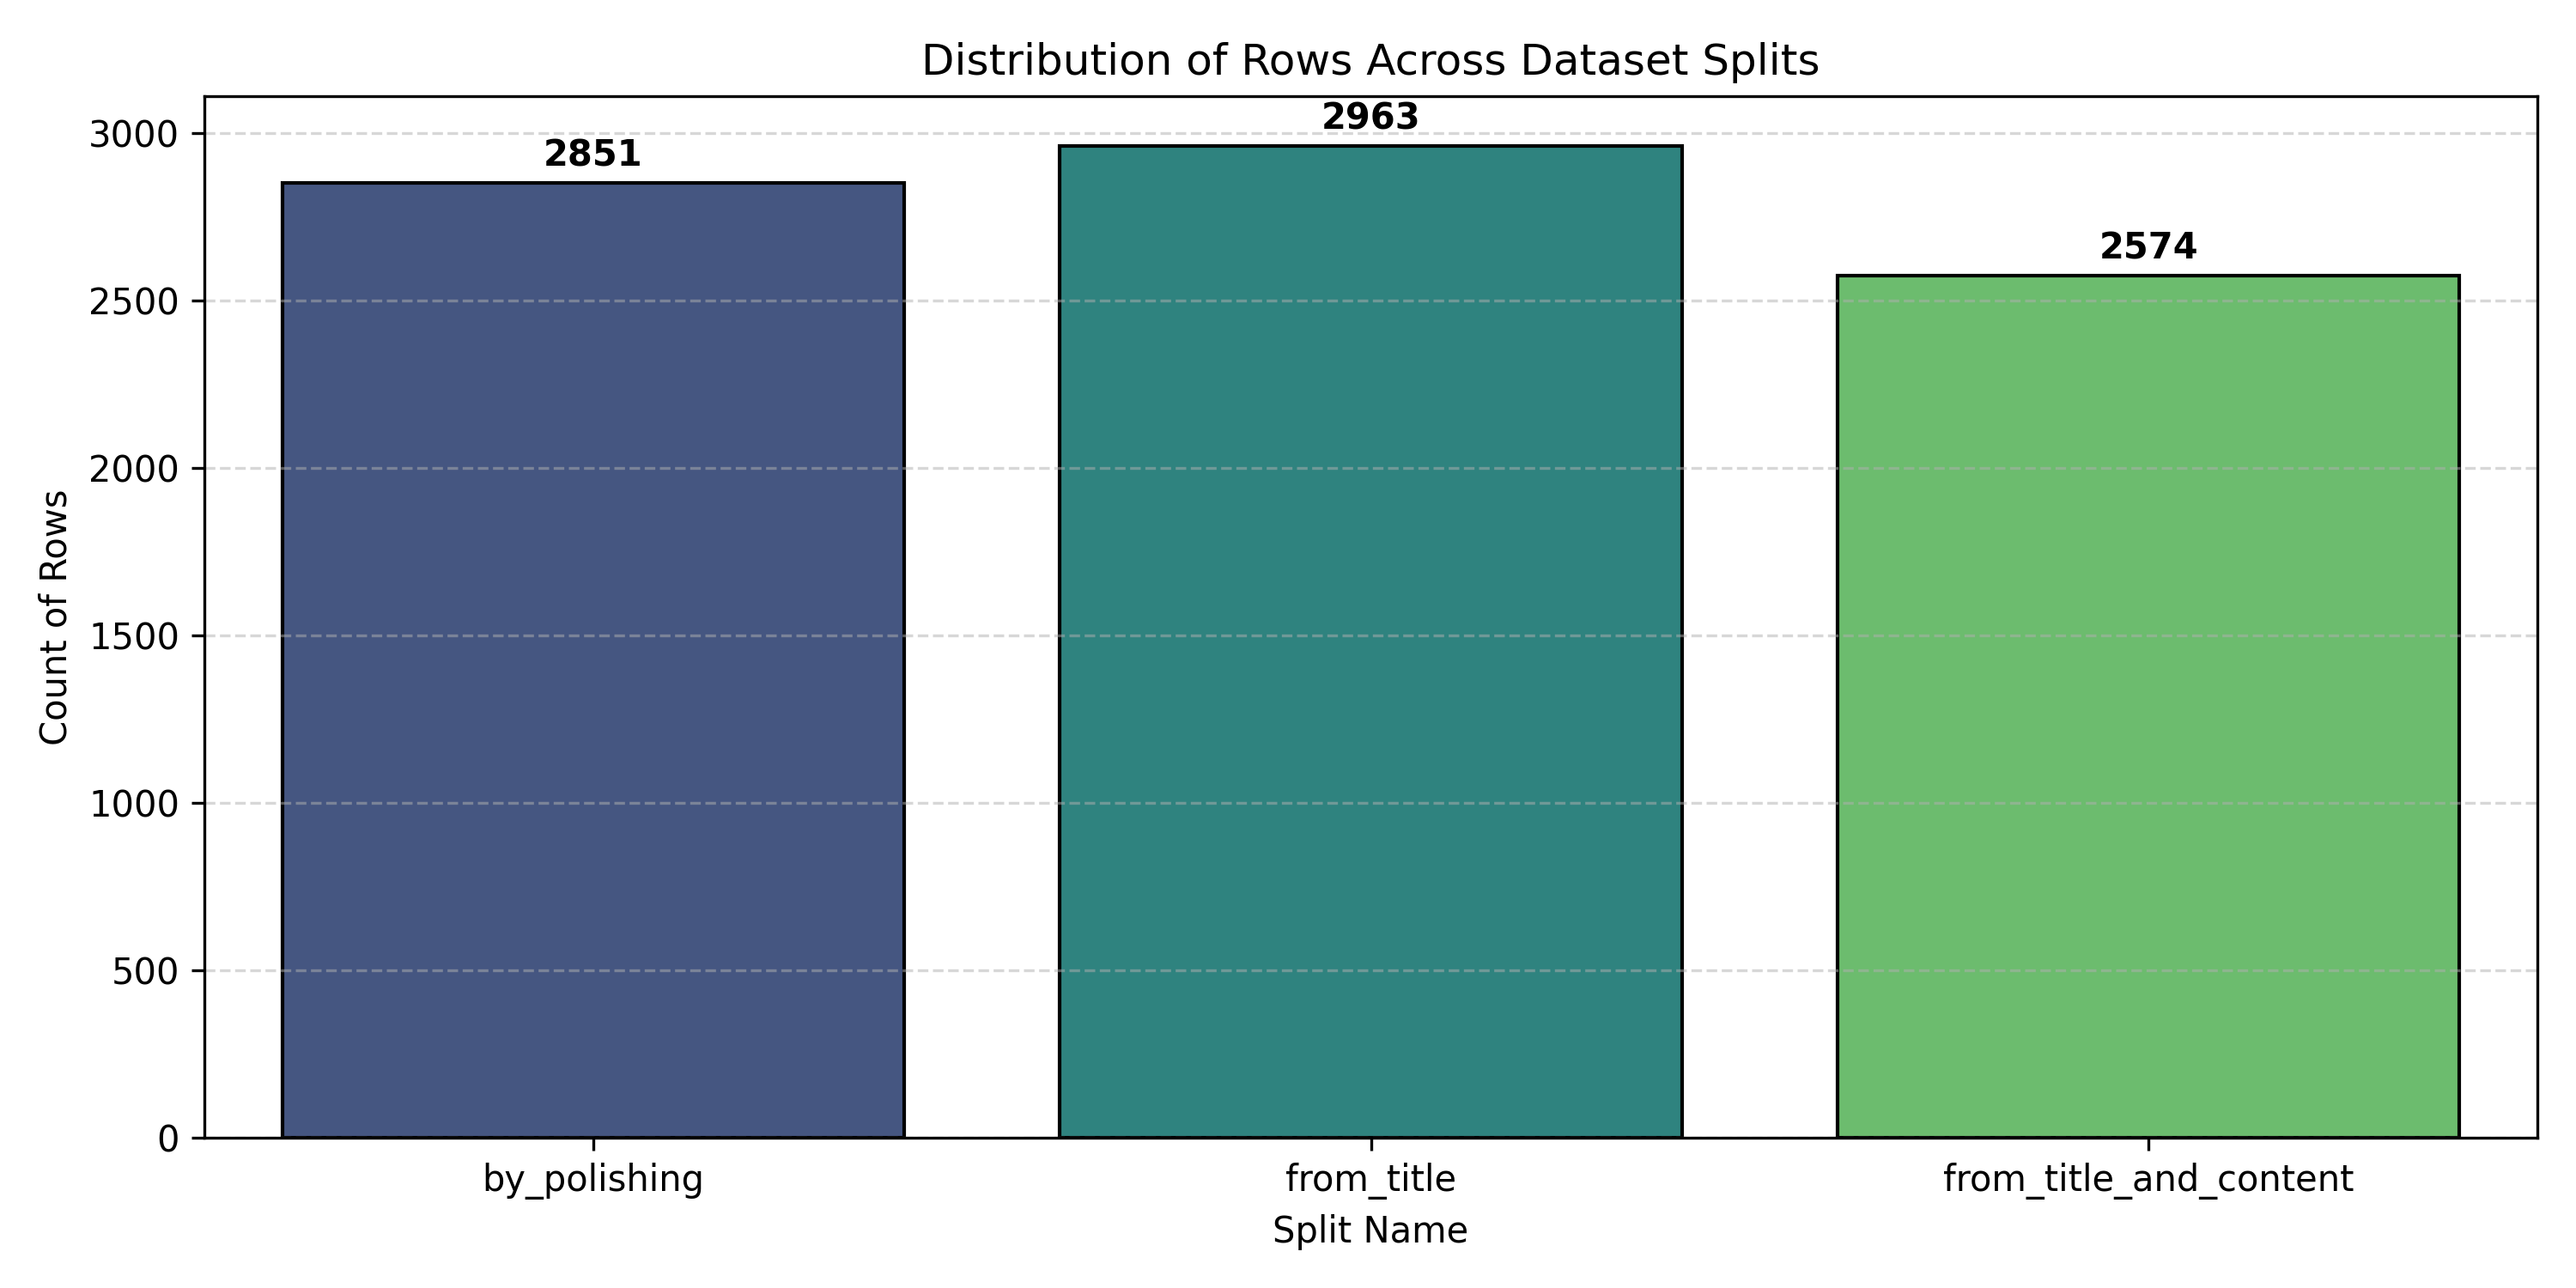 Distribution of Rows Across Dataset Splits
2963
3000
2851
2574
2500
2000
1500
1000
500
0
Count of Rows
by_polishing
from_title
from_title_and_content
Split Name